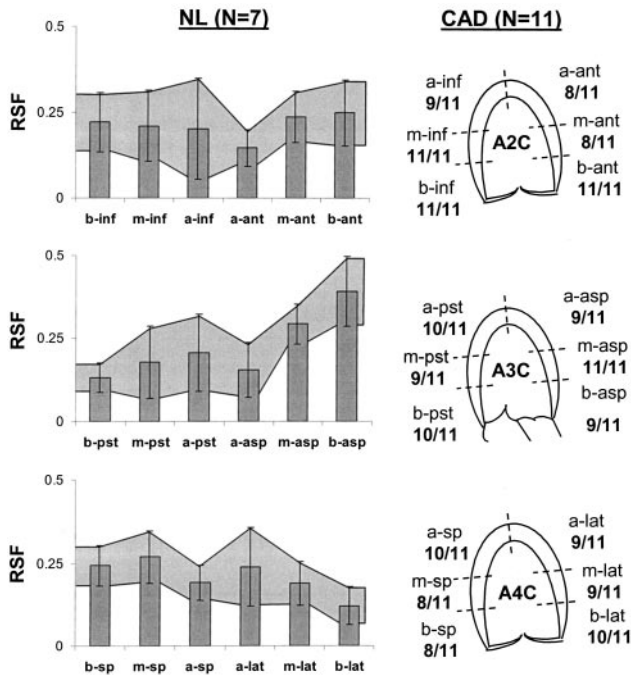 NL (N=7)
CAD (N=11)
RSF
0.5
0.25
0
b-inf m-inf a-inf a-ant m-ant b-ant
a-inf
9/11
a-ant
8/11
m-inf
11/11
A2C
m-ant
8/11
b-inf
11/11
b-ant
11/11
RSF
0.5
0.25
0
b-pst m-pst a-pst a-asp m-asp b-asp
a-pst
10/11
a-asp
9/11
m-pst
9/11
A3C
m-asp
11/11
b-pst
10/11
b-asp
9/11
RSF
0.5
0.25
0
b-sp m-sp a-sp a-lat m-lat b-lat
a-sp
10/11
a-lat
9/11
m-sp
8/11
A4C
m-lat
9/11
b-sp
8/11
b-lat
10/11